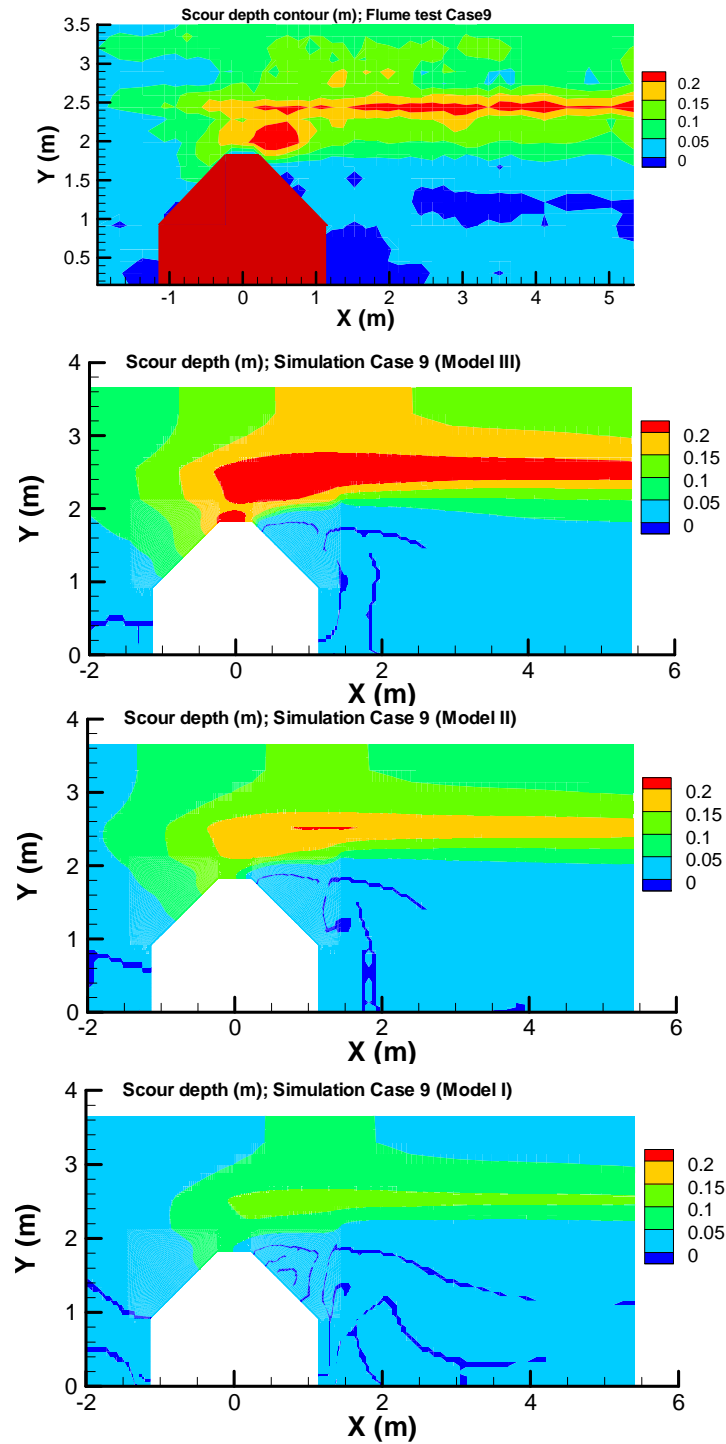 Scour depth contour (m); Flume test Case9
3.5
3
2.5
2
1.5
1
0.5
Y (m)
-1 0 1 2 3 4 5
X (m)
0.2
0.15
0.1
0.05
0
Scour depth (m); Simulation Case 9 (Model III)
4
3
2
1
0
Y (m)
-2 0 2 4 6
X (m)
0.2
0.15
0.1
0.05
0
Scour depth (m); Simulation Case 9 (Model II)
4
3
2
1
0
Y (m)
-2 0 2 4 6
X (m)
0.2
0.15
0.1
0.05
0
Scour depth (m); Simulation Case 9 (Model I)
4
3
2
1
0
Y (m)
-2 0 2 4 6
X (m)
0.2
0.15
0.1
0.05
0